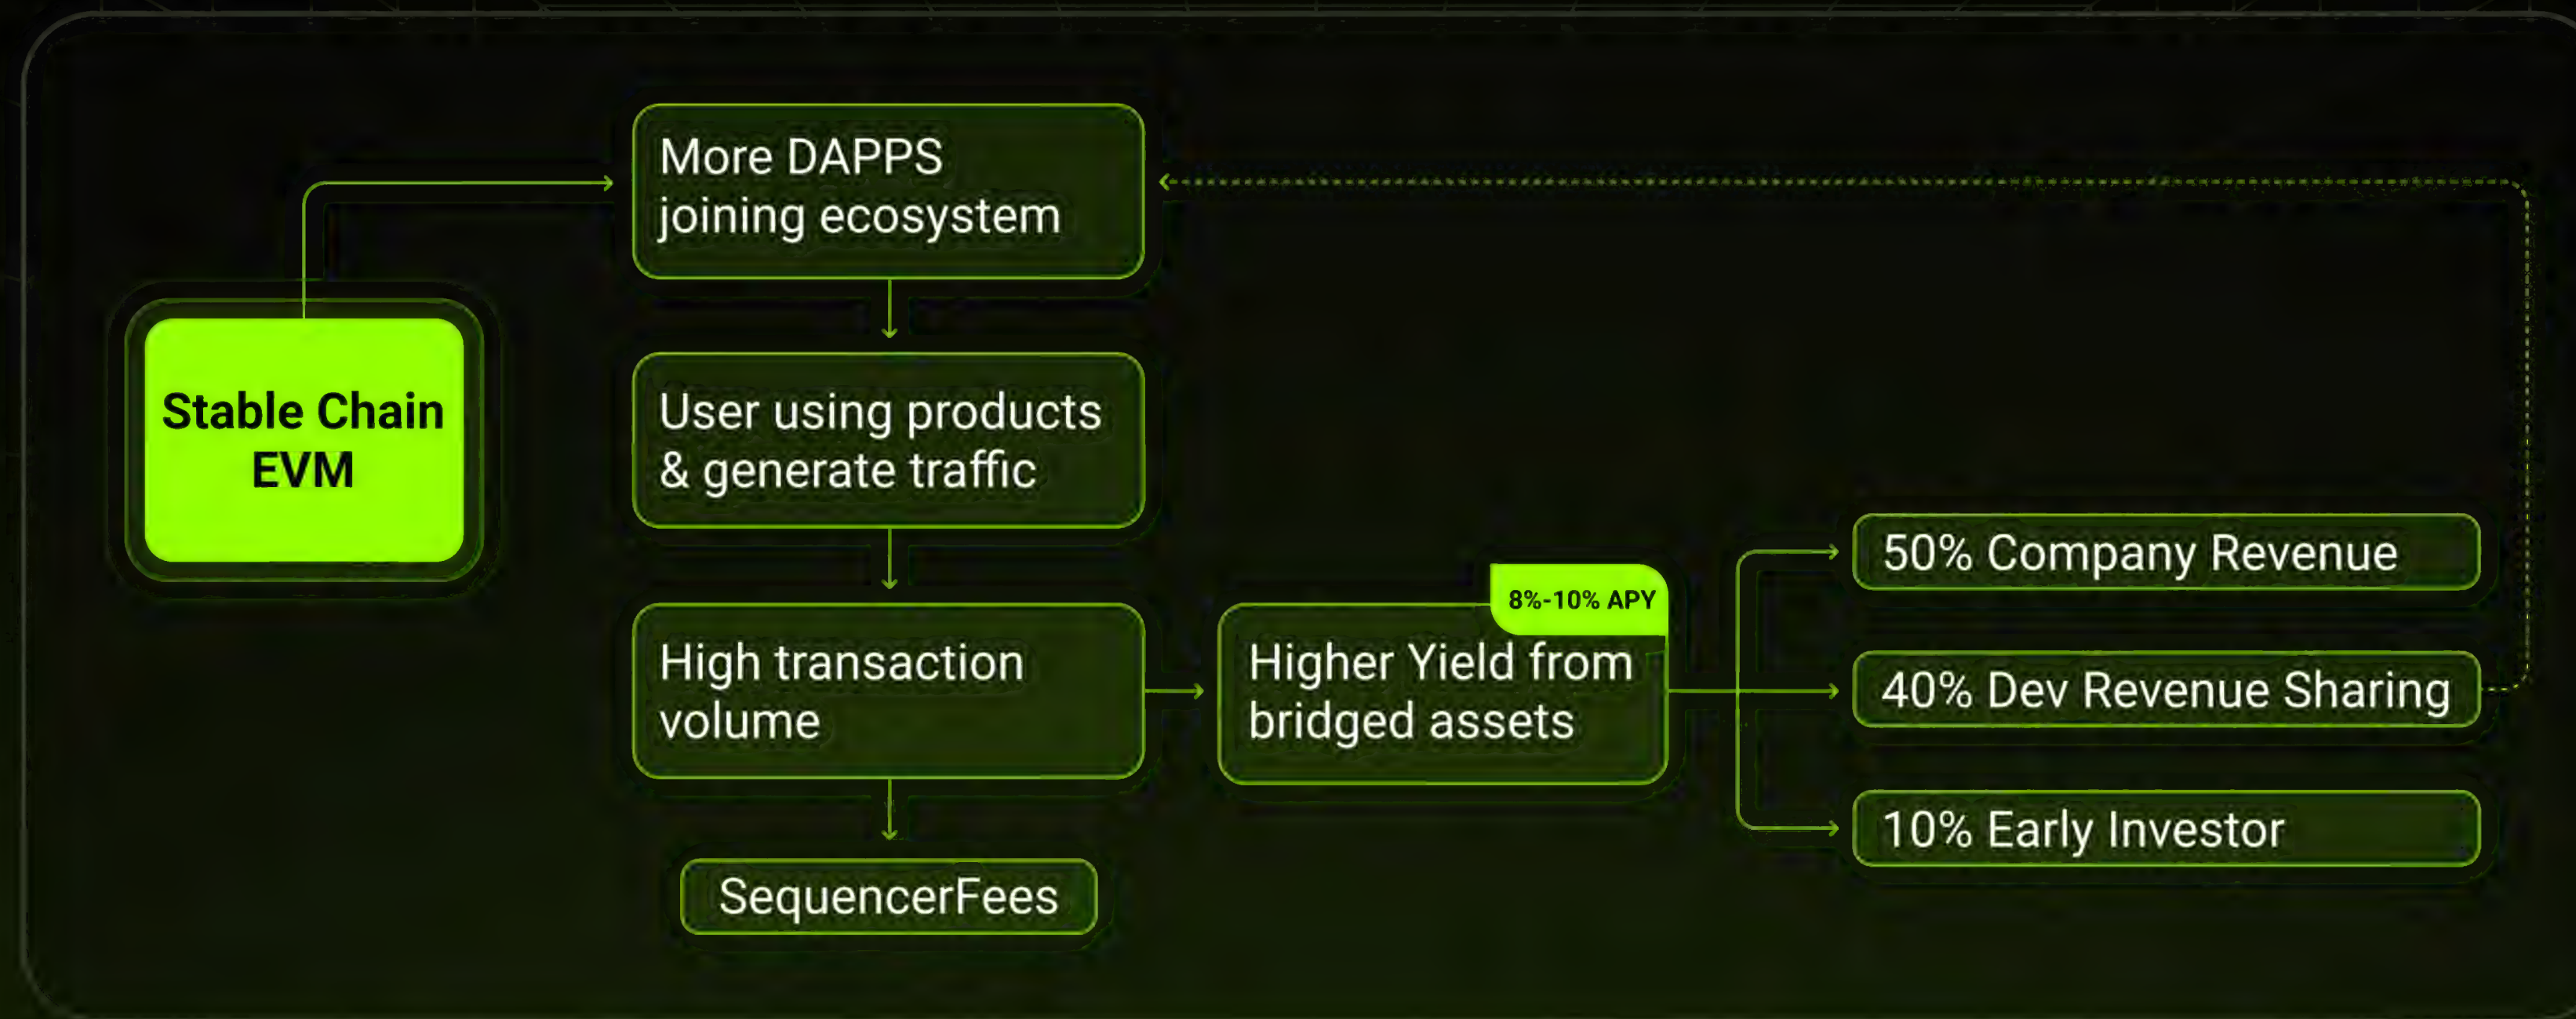 More DAPPS
joining ecosystem
Stable Chain
EVM
User using products
& generate traffic
High transaction
volume
SequencerFees
8%-10% APY
Higher Yield from
bridged assets
50% Company Revenue
40% Dev Revenue Sharing
10% Early Investor